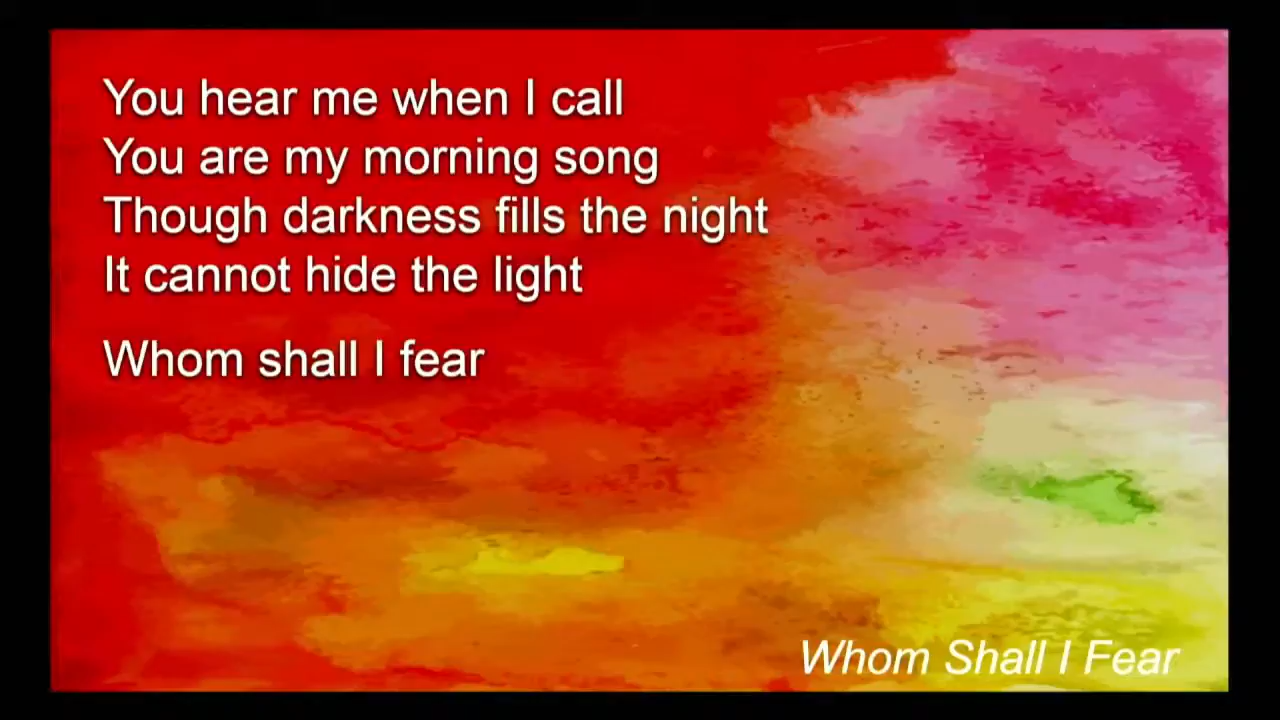 You hear me when I call
You are my morning song
Though darkness fills the night
It cannot hide the light
Whom shall I fear
Whom Shall I Fear